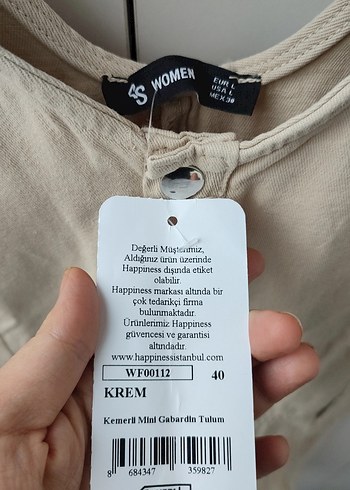 4S WOMEN
EUR L
USA L
MEX 30
Değerli Müşterimiz,
Aldığınız ürün üzerinde
Happiness dışında etiket
olabilir.
Happiness markası altında bir
çok tedarikçi firma
bulunmaktadır.
Ürünlerimiz Happiness
güvencesi ve garantisi
altındadır.
www.happinessistanbul.com
WF00112 40
KREM
Kemerli Mini Gabardin Tulum
8 684347 359827